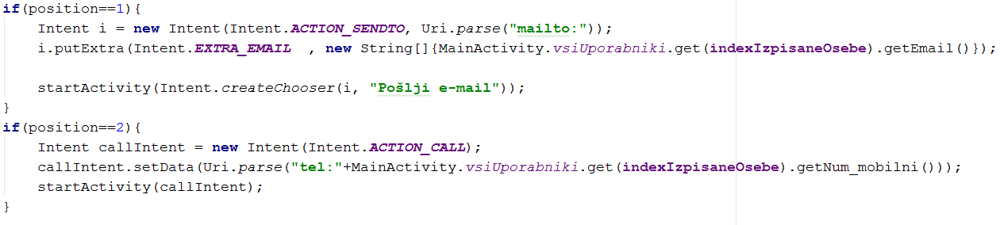 if(position==1){
    Intent i = new Intent(Intent.ACTION_SENDTO, Uri.parse("mailto:"));
    i.putExtra(Intent.EXTRA_EMAIL  , new String[]{MainActivity.vsiUporabniki.get(indexIzpisaneOsebe).getEmail()});

    startActivity(Intent.createChooser(i, "Pošlji e-mail"));
}
if(position==2){
    Intent callIntent = new Intent(Intent.ACTION_CALL);
    callIntent.setData(Uri.parse("tel:"+MainActivity.vsiUporabniki.get(indexIzpisaneOsebe).getNum_mobilni()));
    startActivity(callIntent);
}